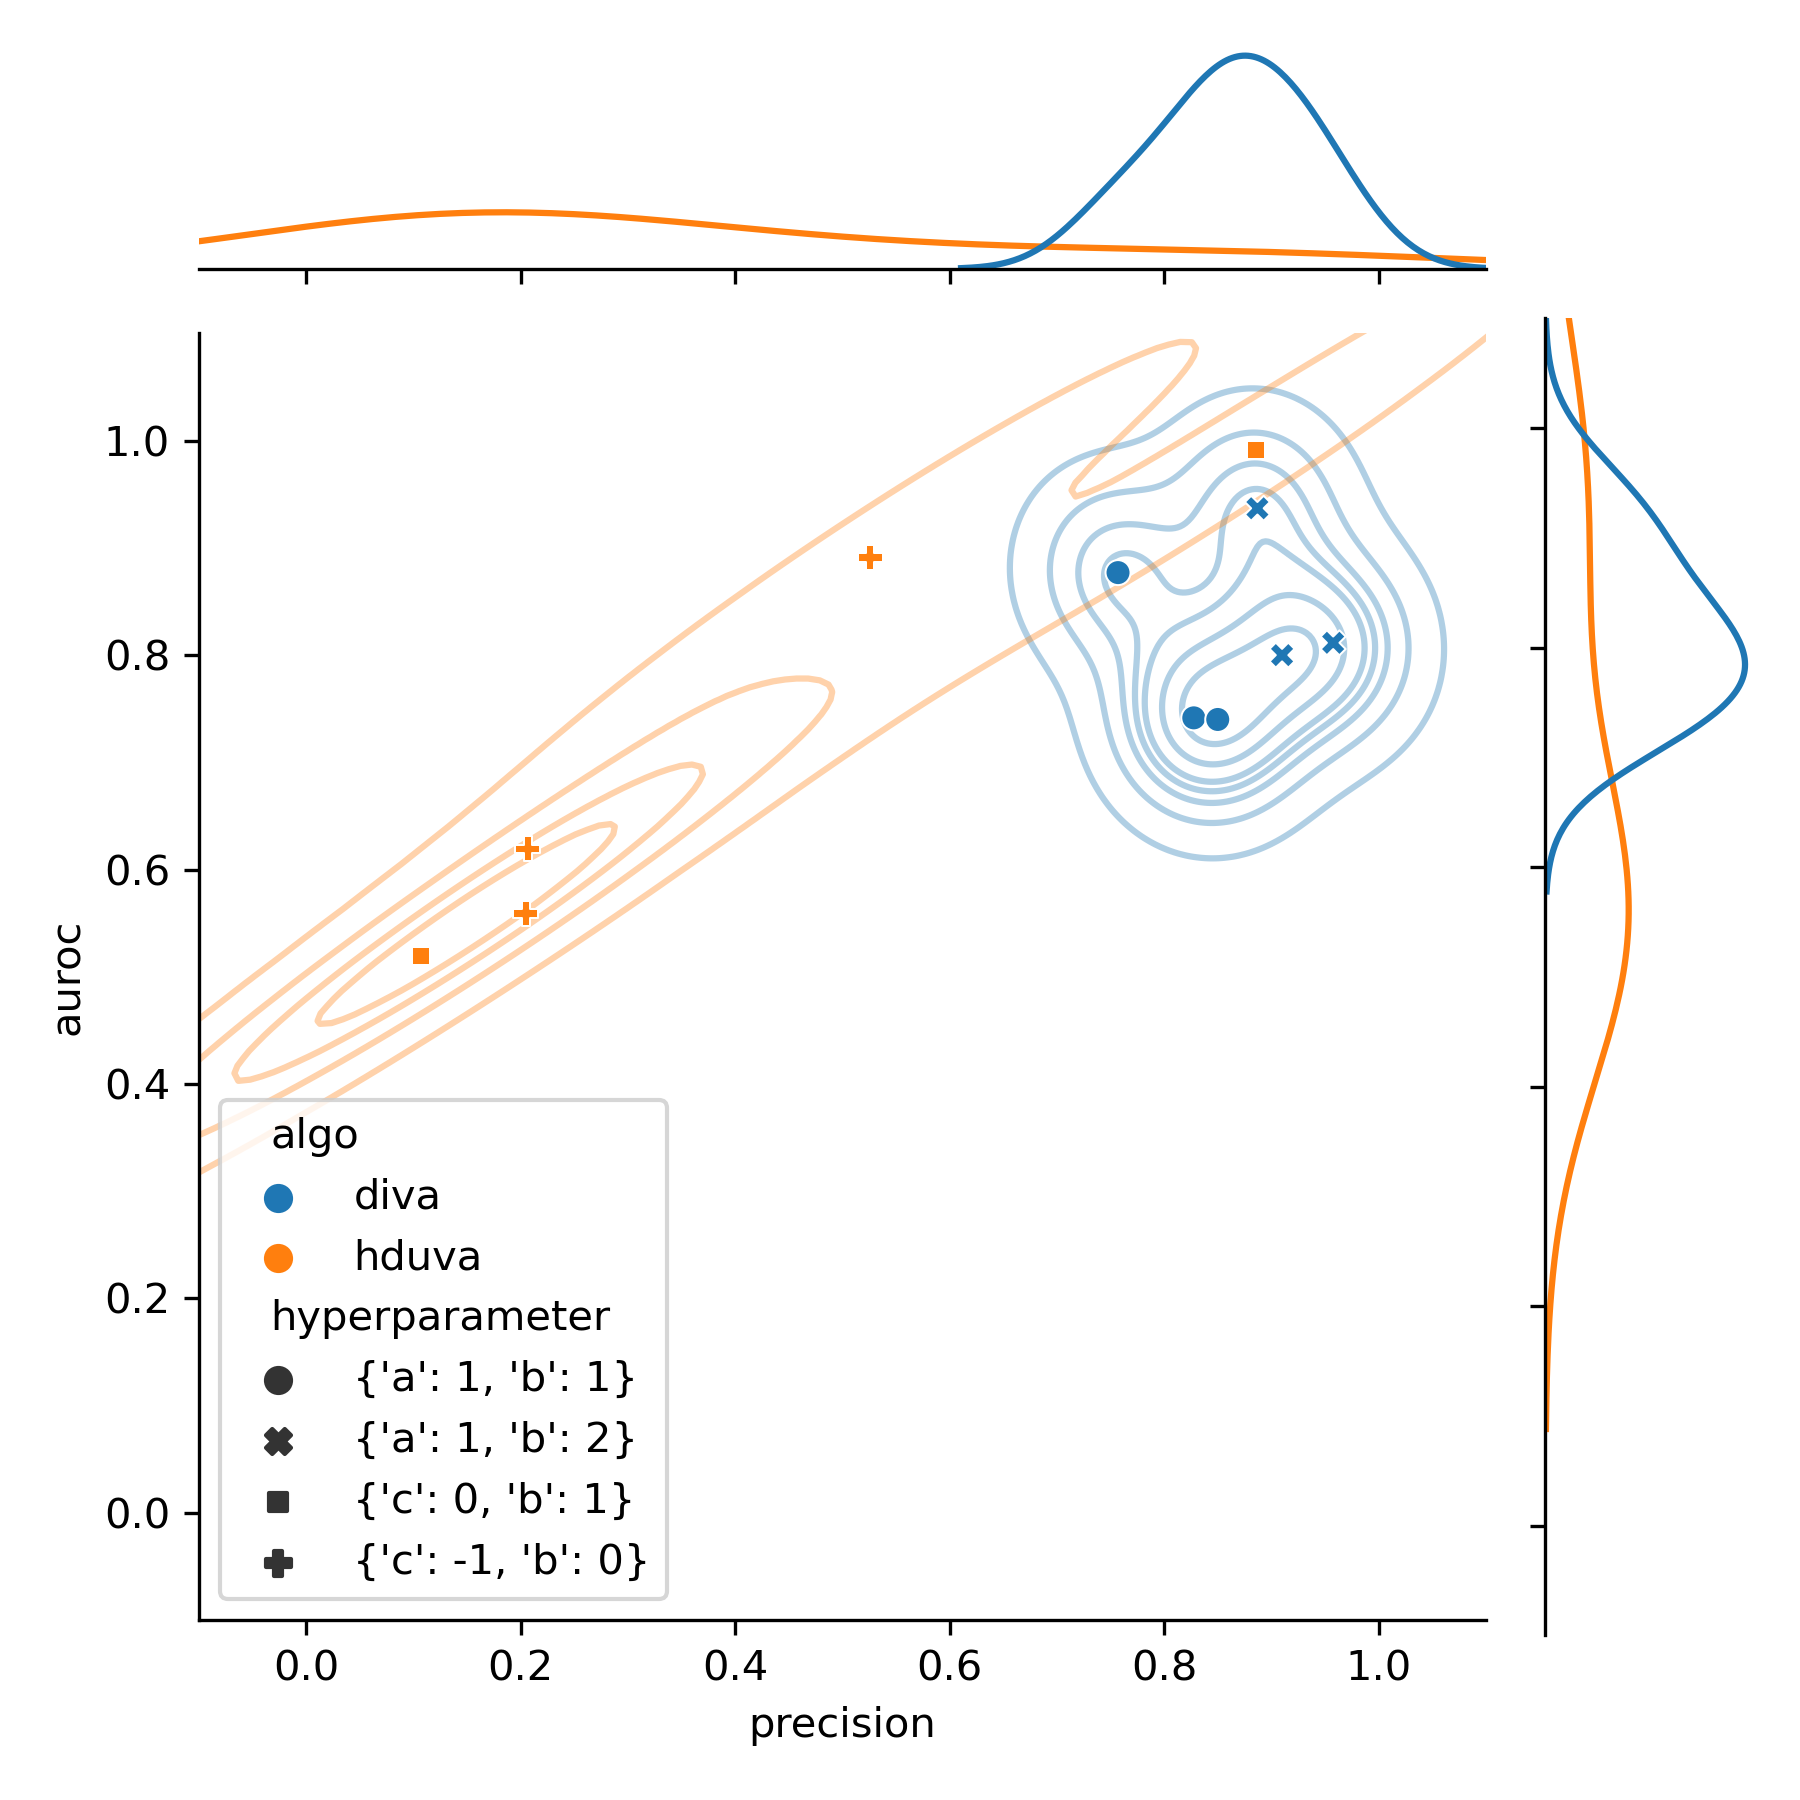 1.0
0.8
0.6
0.4
0.2
0.0
auroc
algo
diva
hduva
hyperparameter
{'a': 1, 'b': 1}
{'a': 1, 'b': 2}
{'c': 0, 'b': 1}
{'c': -1, 'b': 0}
0.0 0.2 0.4 0.6 0.8 1.0
precision